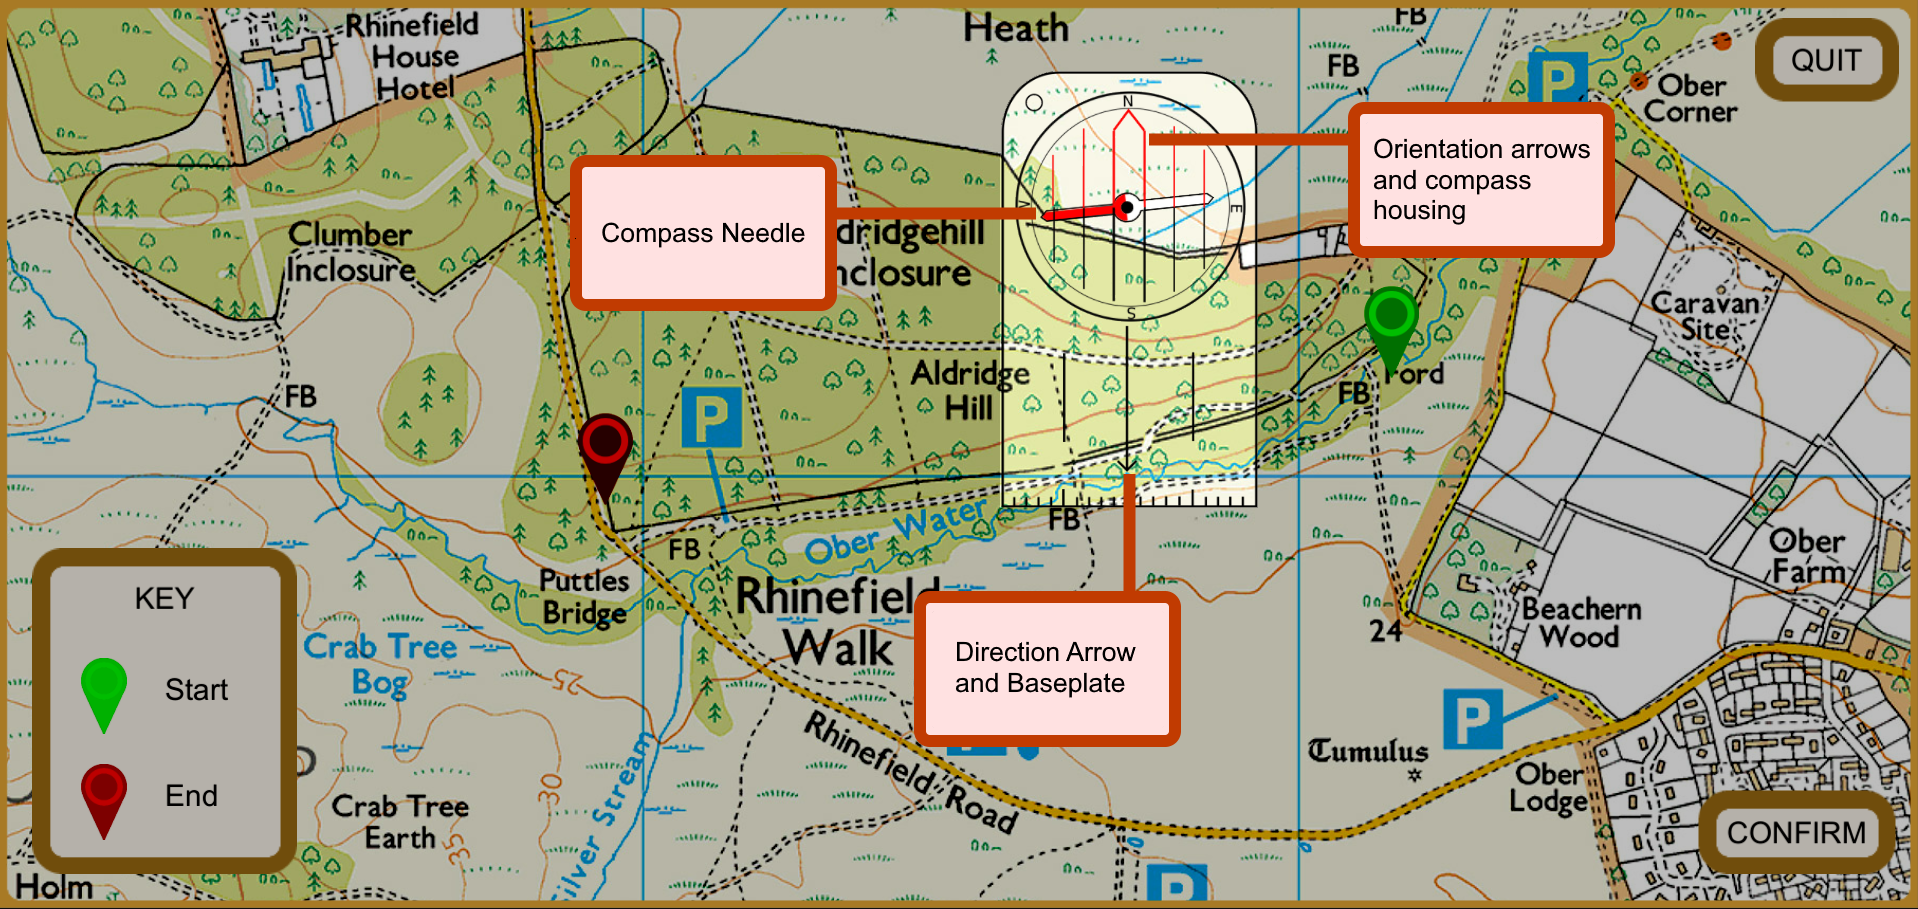 Rhinefield
House
Hotel
Heath
FB
FB
P
Ober
Corner
QUIT
N
E
S
Orientation arrows
and compass
housing
Compass Needle
Clumber
Inclosure
dridgehill
nclosure
Caravan
Site
FB
Aldridge
Hill
P
FB
Ford
Ober Water
FB
FB
Puttles
Bridge
Rhinefield
Walk
Direction Arrow
and Baseplate
Ober
Farm
Beachern
Wood
24
KEY
Start
End
Crab Tree
Bog
25
P
Tumulus
Ober
Lodge
Rhinefield Road
Silver Stream
30
35
Crab Tree
Earth
Holm
P
CONFIRM